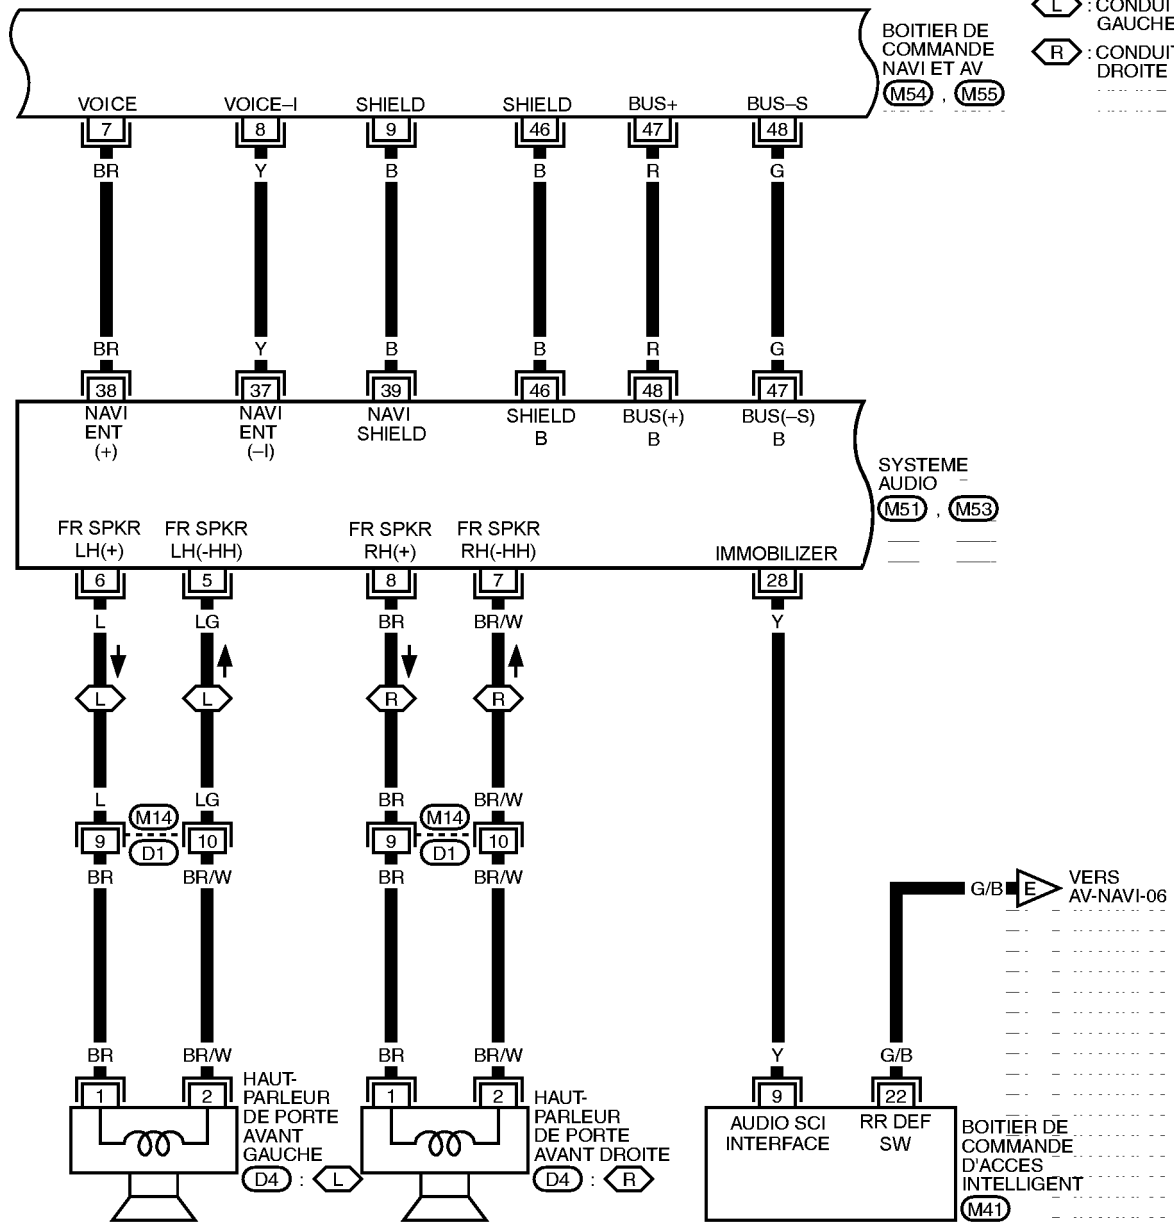 L : CONDUIT
GAUCHE
BOITIER DE
COMMANDE
NAVI ET AV
M54 , M55
R : CONDUIT
DROITE
VOICE VOICE–I SHIELD SHIELD BUS+ BUS–S
7 8 9 46 47 48
BR Y B B R G
BR Y B B R G
38 37 39 46 48 47
NAVI
ENT
(+)
NAVI
ENT
(–I)
NAVI
SHIELD
SHIELD
B
BUS(+)
B
BUS(–S)
B
SYSTEME
AUDIO
M51 , M53
FR SPKR
LH(+)
FR SPKR
LH(-HH)
FR SPKR
RH(+)
FR SPKR
RH(-HH)
IMMOBILIZER
6 5 8 7 28
L LG BR BR/W Y
L L R R
L LG BR BR/W
M14 M14
9 10 9 10
D1 D1
BR BR/W BR BR/W
G/B E VERS
AV-NAVI-06
BR BR/W BR BR/W Y G/B
1 2 1 2 9 22
HAUT-
PARLEUR
DE PORTE
AVANT
GAUCHE
D4 : L
HAUT-
PARLEUR
DE PORTE
AVANT DROITE
D4 : R
AUDIO SCI
INTERFACE
RR DEF
SW
BOITIER DE
COMMANDE
D'ACCES
INTELLIGENT
M41